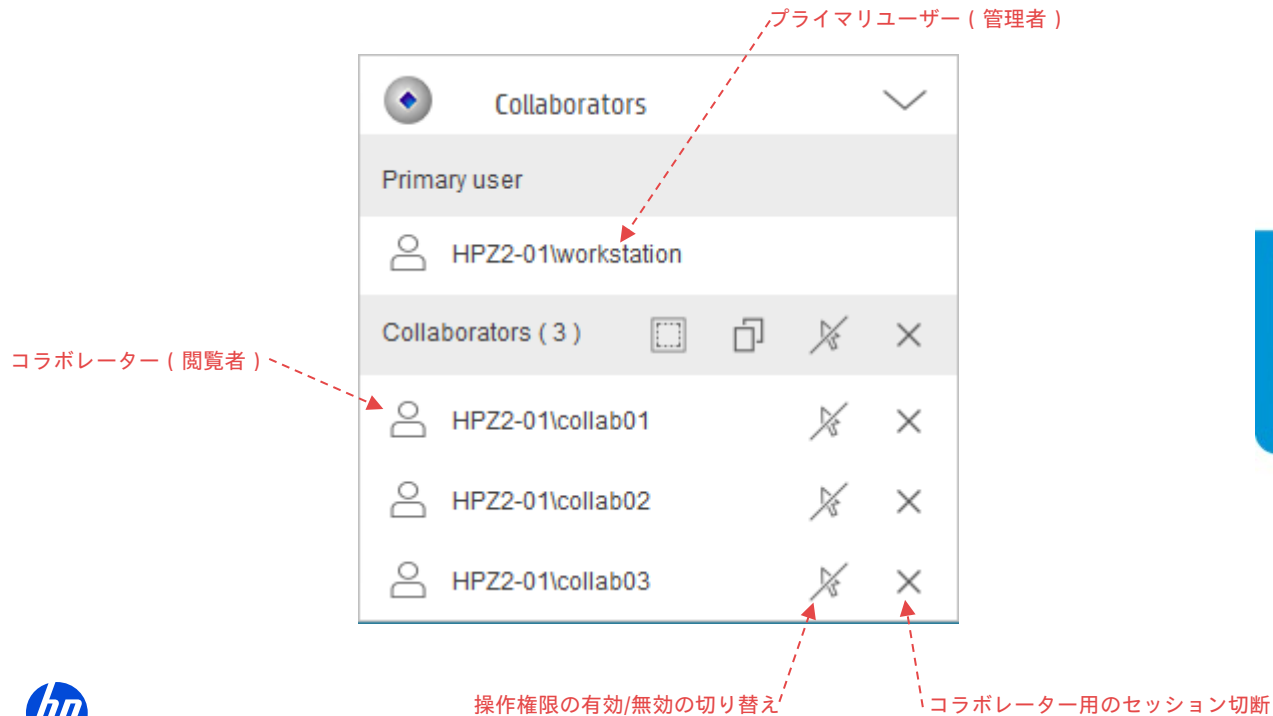 プライマリユーザー ( 管理者 )
Collaborators
Primary user
HPZ2-01\workstation
Collaborators ( 3 )
コラボレーター ( 閲覧者 )
HPZ2-01\collab01
HPZ2-01\collab02
HPZ2-01\collab03
操作権限の有効/無効の切り替え
コラボレーター用のセッション切断
hp